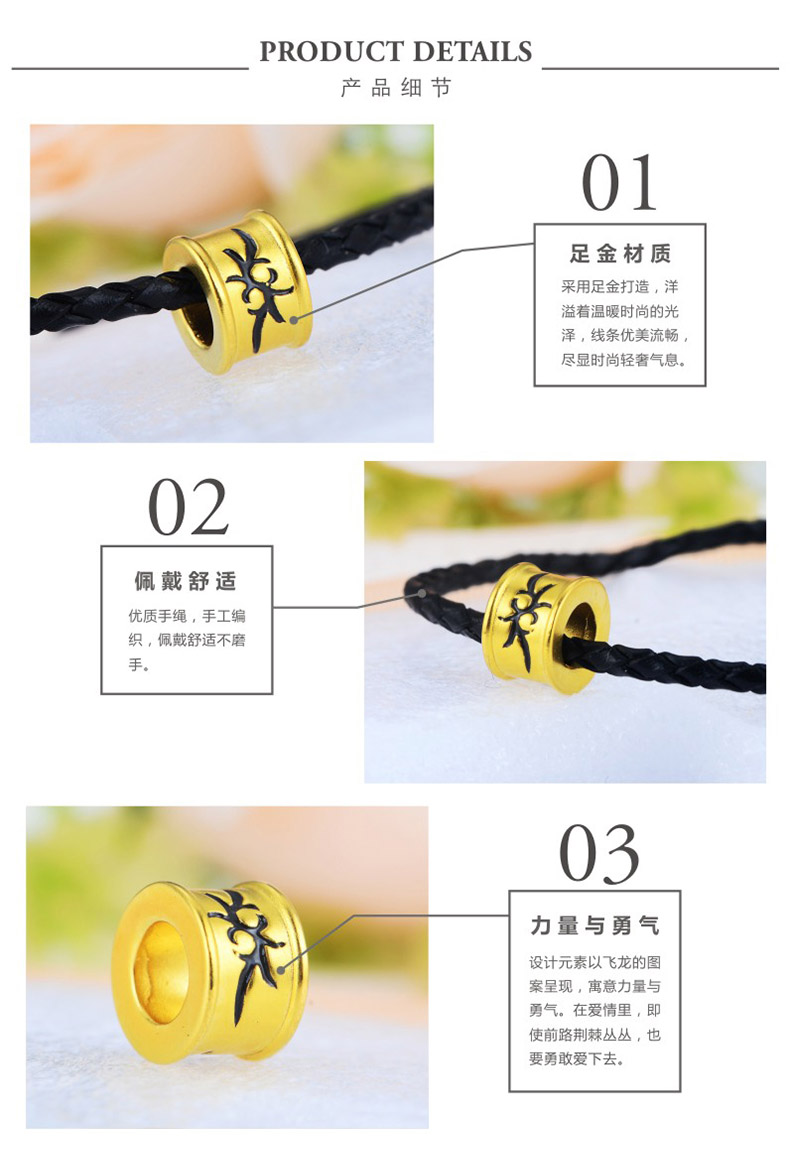 PRODUCT DETAILS
产品细节
01
足金材质
采用足金打造，洋
溢着温暖时尚的光
泽，线条优美流畅，
尽显时尚轻奢气息。
02
佩戴舒适
优质手绳，手工编
织，佩戴舒适不磨
手。
03
力量与勇气
设计元素以飞龙的图
案呈现，寓意力量与
勇气。在爱情里，即
使前路荆棘丛丛，也
要勇敢爱下去。